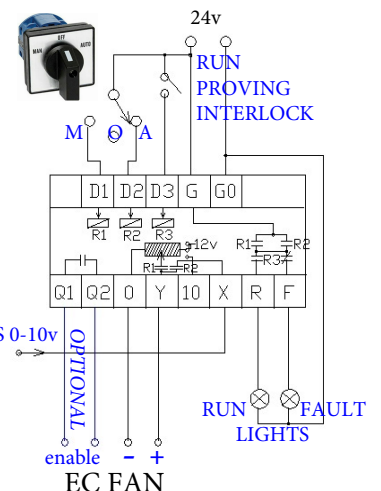 24v
OFF
MAN AUTO
RUN
PROVING
INTERLOCK
M O A
D1 D2 D3 G G0
R1 R2 R3
12v
R1 R2
R1 R2
R3
Q1 Q2 0 Y 10 X R F
S 0-10v
OPTIONAL
RUN FAULT
LIGHTS
enable - +
EC FAN